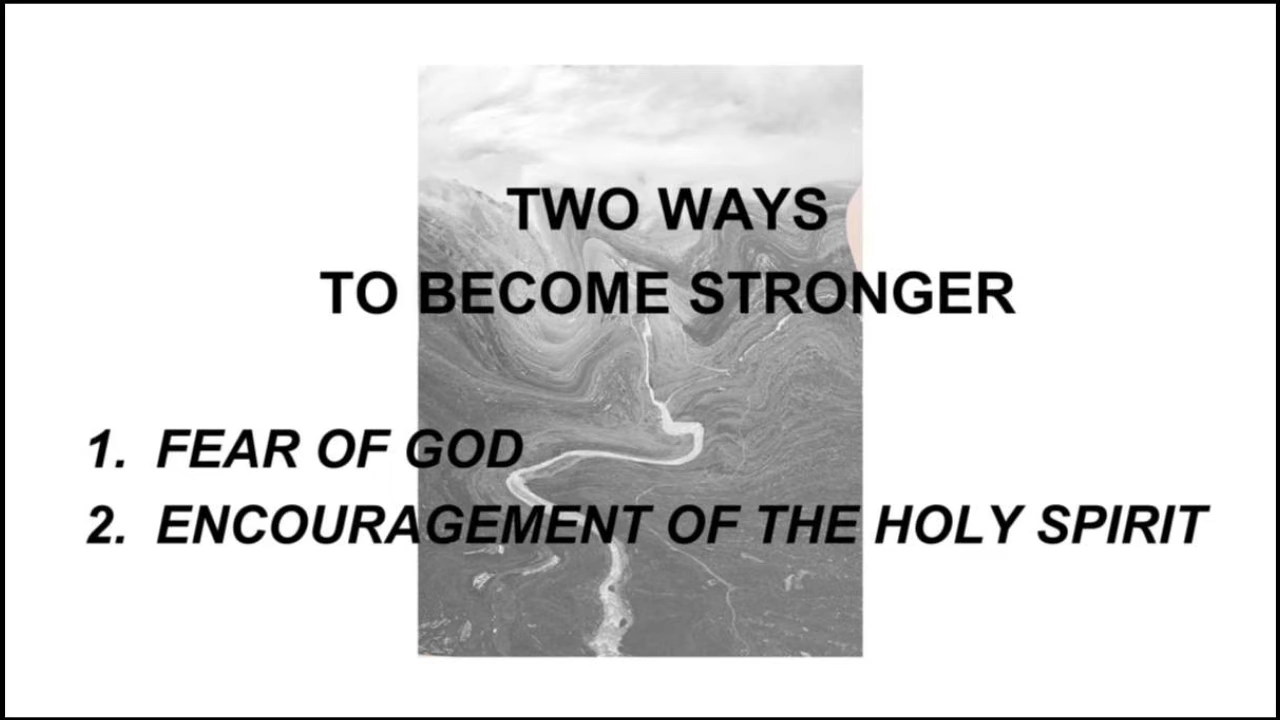 TWO WAYS
TO BECOME STRONGER
1. FEAR OF GOD
2. ENCOURAGEMENT OF THE HOLY SPIRIT